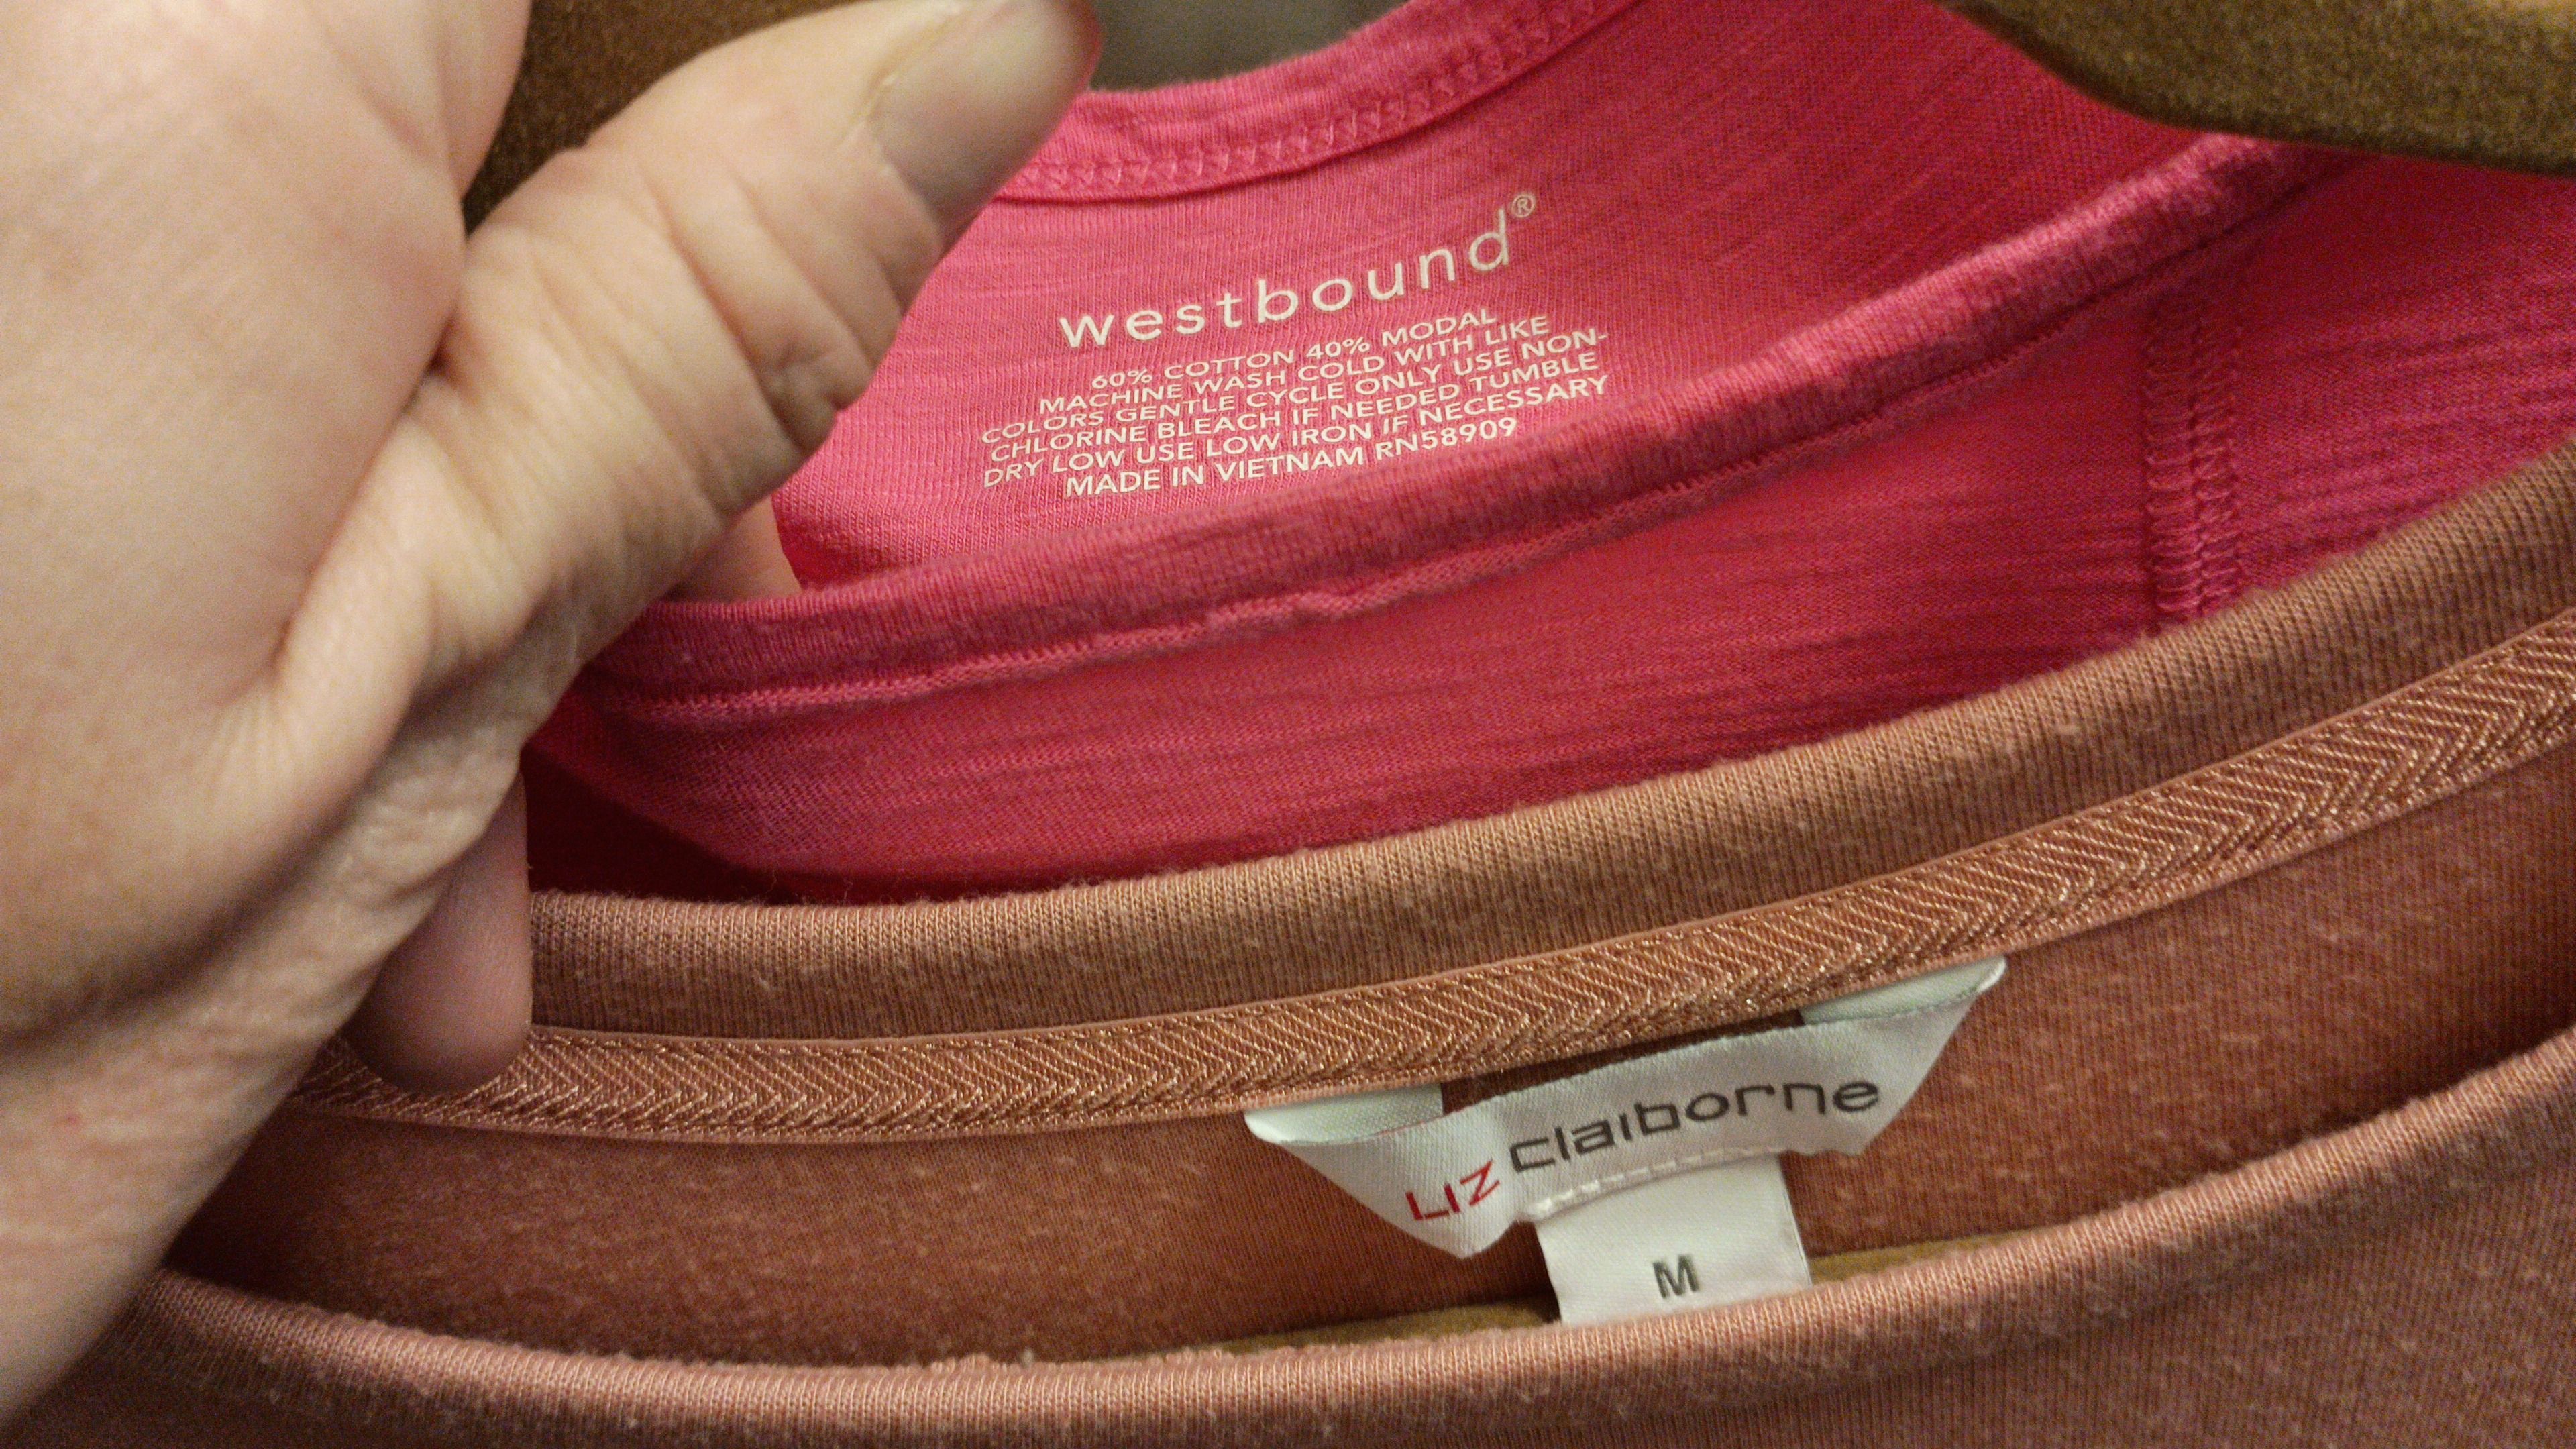 westbound®
60% COTTON 40% MODAL
MACHINE WASH COLD WITH LIKE
COLORS GENTLE CYCLE ONLY USE NON-
CHLORINE BLEACH IF NEEDED TUMBLE
DRY LOW USE LOW IRON IF NECESSARY
MADE IN VIETNAM RN58909
LIZ claiborne
M